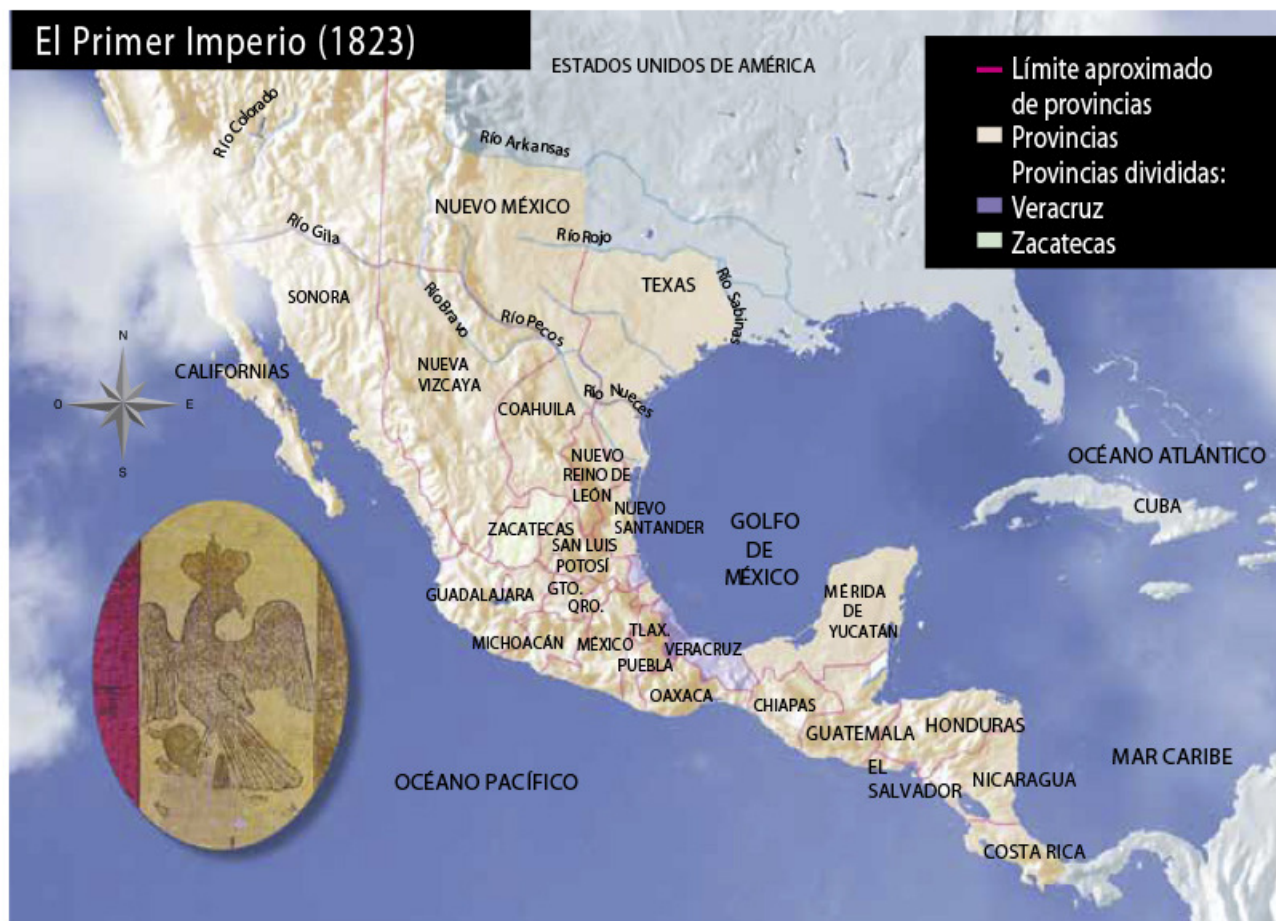 El Primer Imperio (1823)
ESTADOS UNIDOS DE AMÉRICA
Límite aproximado
de provincias
Provincias
Provincias divididas:
Veracruz
Zacatecas
Río Colorado
Río Arkansas
NUEVO MÉXICO
Río Gila
Río Rojo
TEXAS
SONORA
Río Bravo
Río Pecos
Río Sabinas
N
O
E
S
CALIFORNIAS
NUEVA
VIZCAYA
COAHUILA
Río Nueces
NUEVO
REINO DE
LEÓN
OCÉANO ATLÁNTICO
CUBA
ZACATECAS
NUEVO
SANTANDER
GOLFO
DE
MÉXICO
SAN LUIS
POTOSÍ
GUADALAJARA
GTO.
QRO.
MÉRIDA
DE
YUCATÁN
MICHOACÁN
MÉXICO
TLAX.
VERACRUZ
PUEBLA
OAXACA
CHIAPAS
GUATEMALA
HONDURAS
OCÉANO PACÍFICO
EL
SALVADOR
NICARAGUA
MAR CARIBE
COSTA RICA